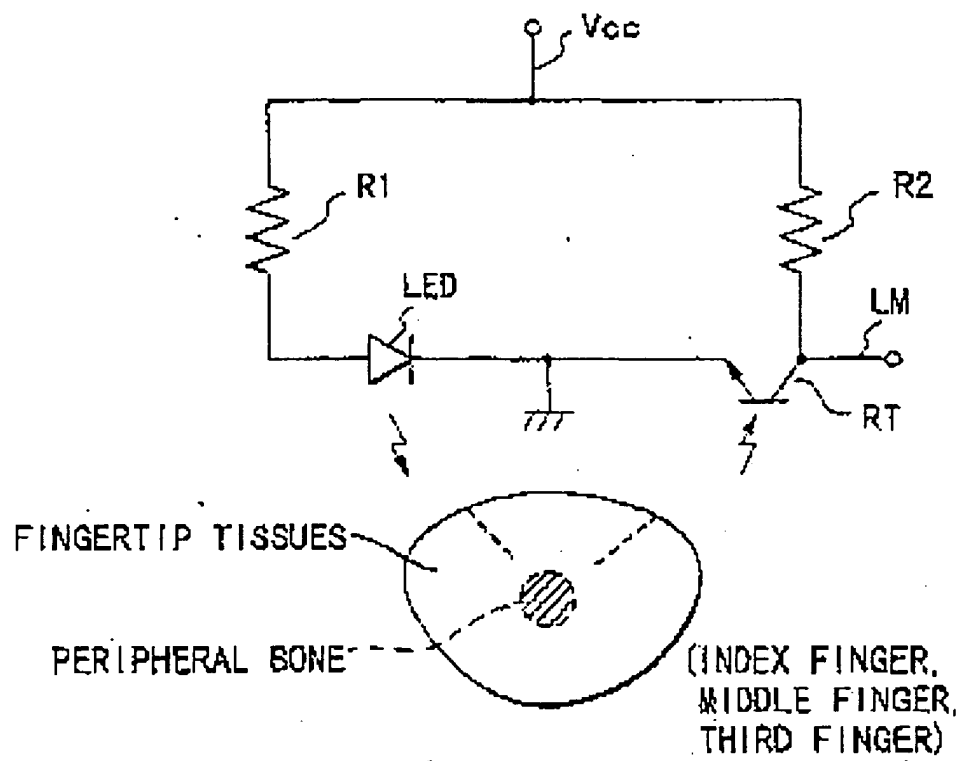 Vcc
R1
R2
LED
LM
RT
FINGERTIP TISSUES
PERIPHERAL BONE
(INDEX FINGER,
MIDDLE FINGER,
THIRD FINGER)